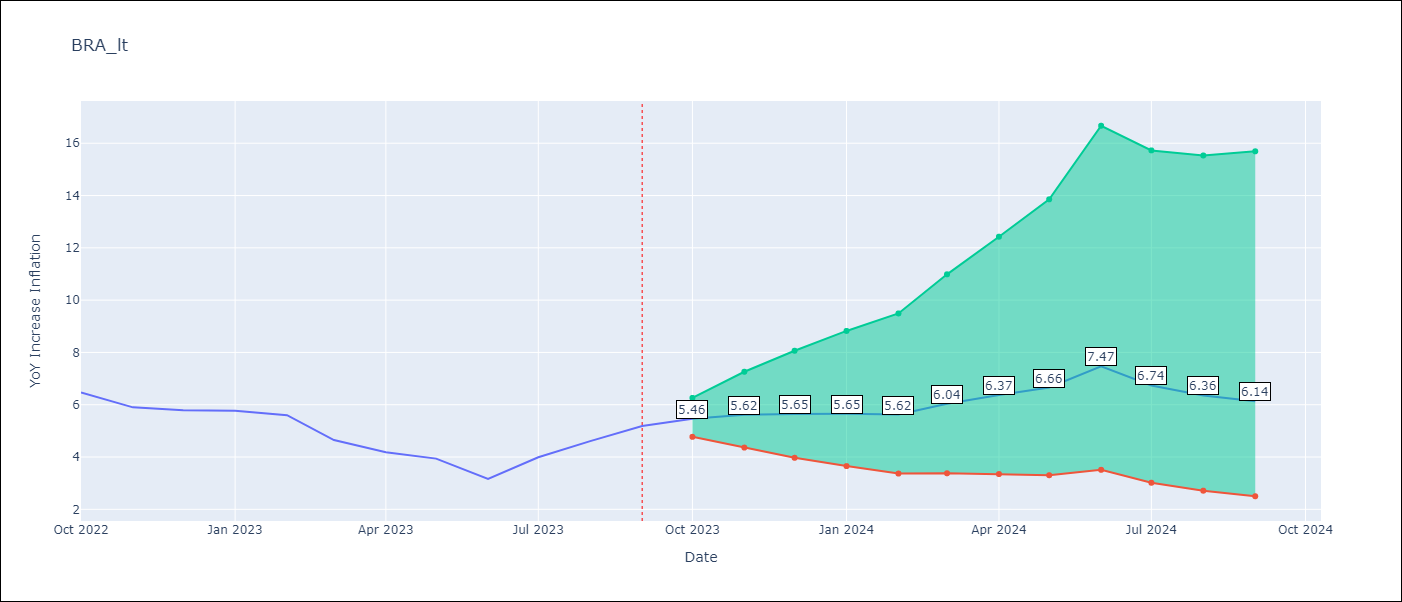 BRA_lt
YoY Increase Inflation
16
14
12
10
8
6
4
2
5.46
5.62
5.65
5.65
5.62
6.04
6.37
6.66
7.47
6.74
6.36
6.14
Oct 2022
Jan 2023
Apr 2023
Jul 2023
Oct 2023
Jan 2024
Apr 2024
Jul 2024
Oct 2024
Date